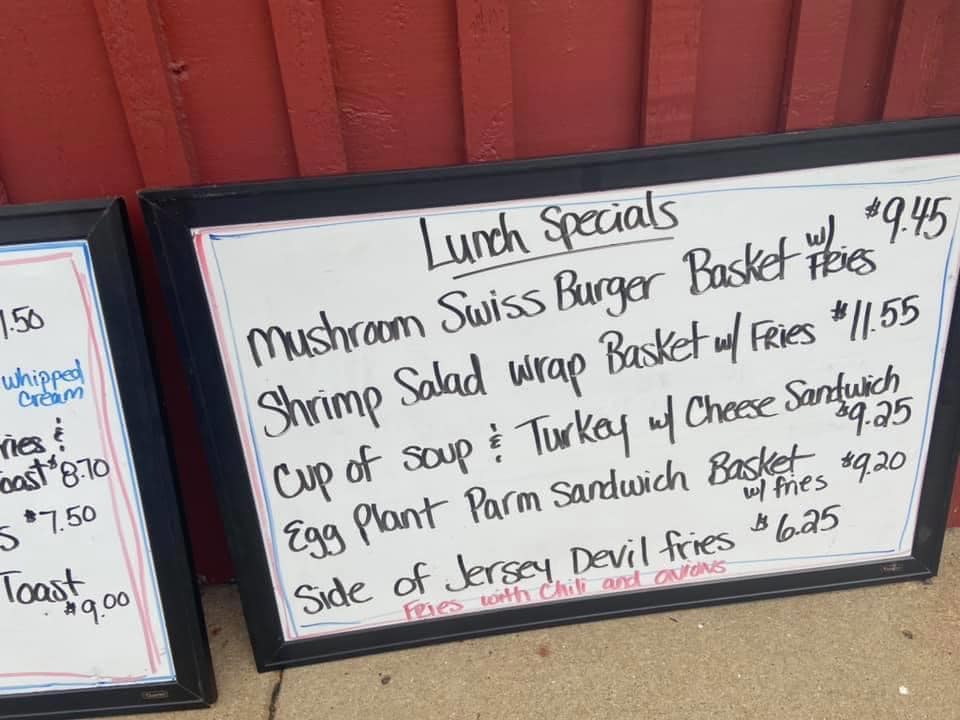 1.50
whipped
cream
ries &
oast $8.70
s $7.50
Toast
$9.00
Lunch Specials
Mushroom Swiss Burger Basket w/ Fries $9.45
Shrimp Salad wrap Basket w/ Fries $11.55
Cup of soup & Turkey w/ Cheese Sandwich
$9.25
Egg Plant Parm Sandwich Basket w/ fries $9.20
Side of Jersey Devil fries $6.25
Fries with Chili and onions